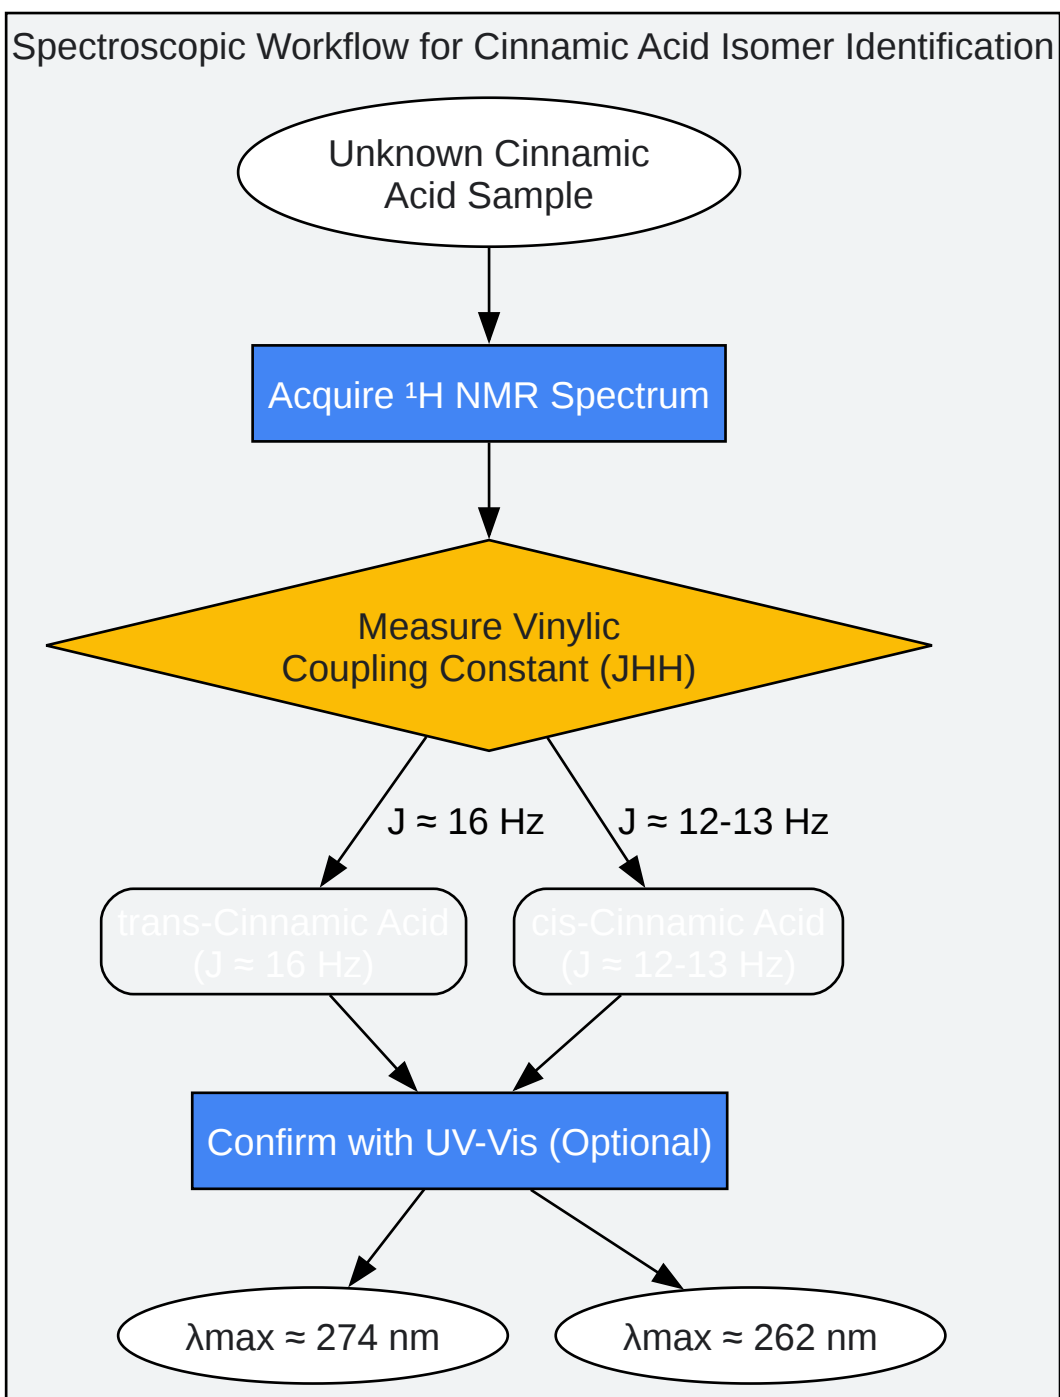 Spectroscopic Workflow for Cinnamic Acid Isomer Identification
Unknown Cinnamic
Acid Sample
Acquire ¹H NMR Spectrum
Measure Vinylic
Coupling Constant (JHH)
J ≈ 16 Hz
J ≈ 12-13 Hz
trans-Cinnamic Acid
(J ≈ 16 Hz)
cis-Cinnamic Acid
(J ≈ 12-13 Hz)
Confirm with UV-Vis (Optional)
λmax ≈ 274 nm
λmax ≈ 262 nm